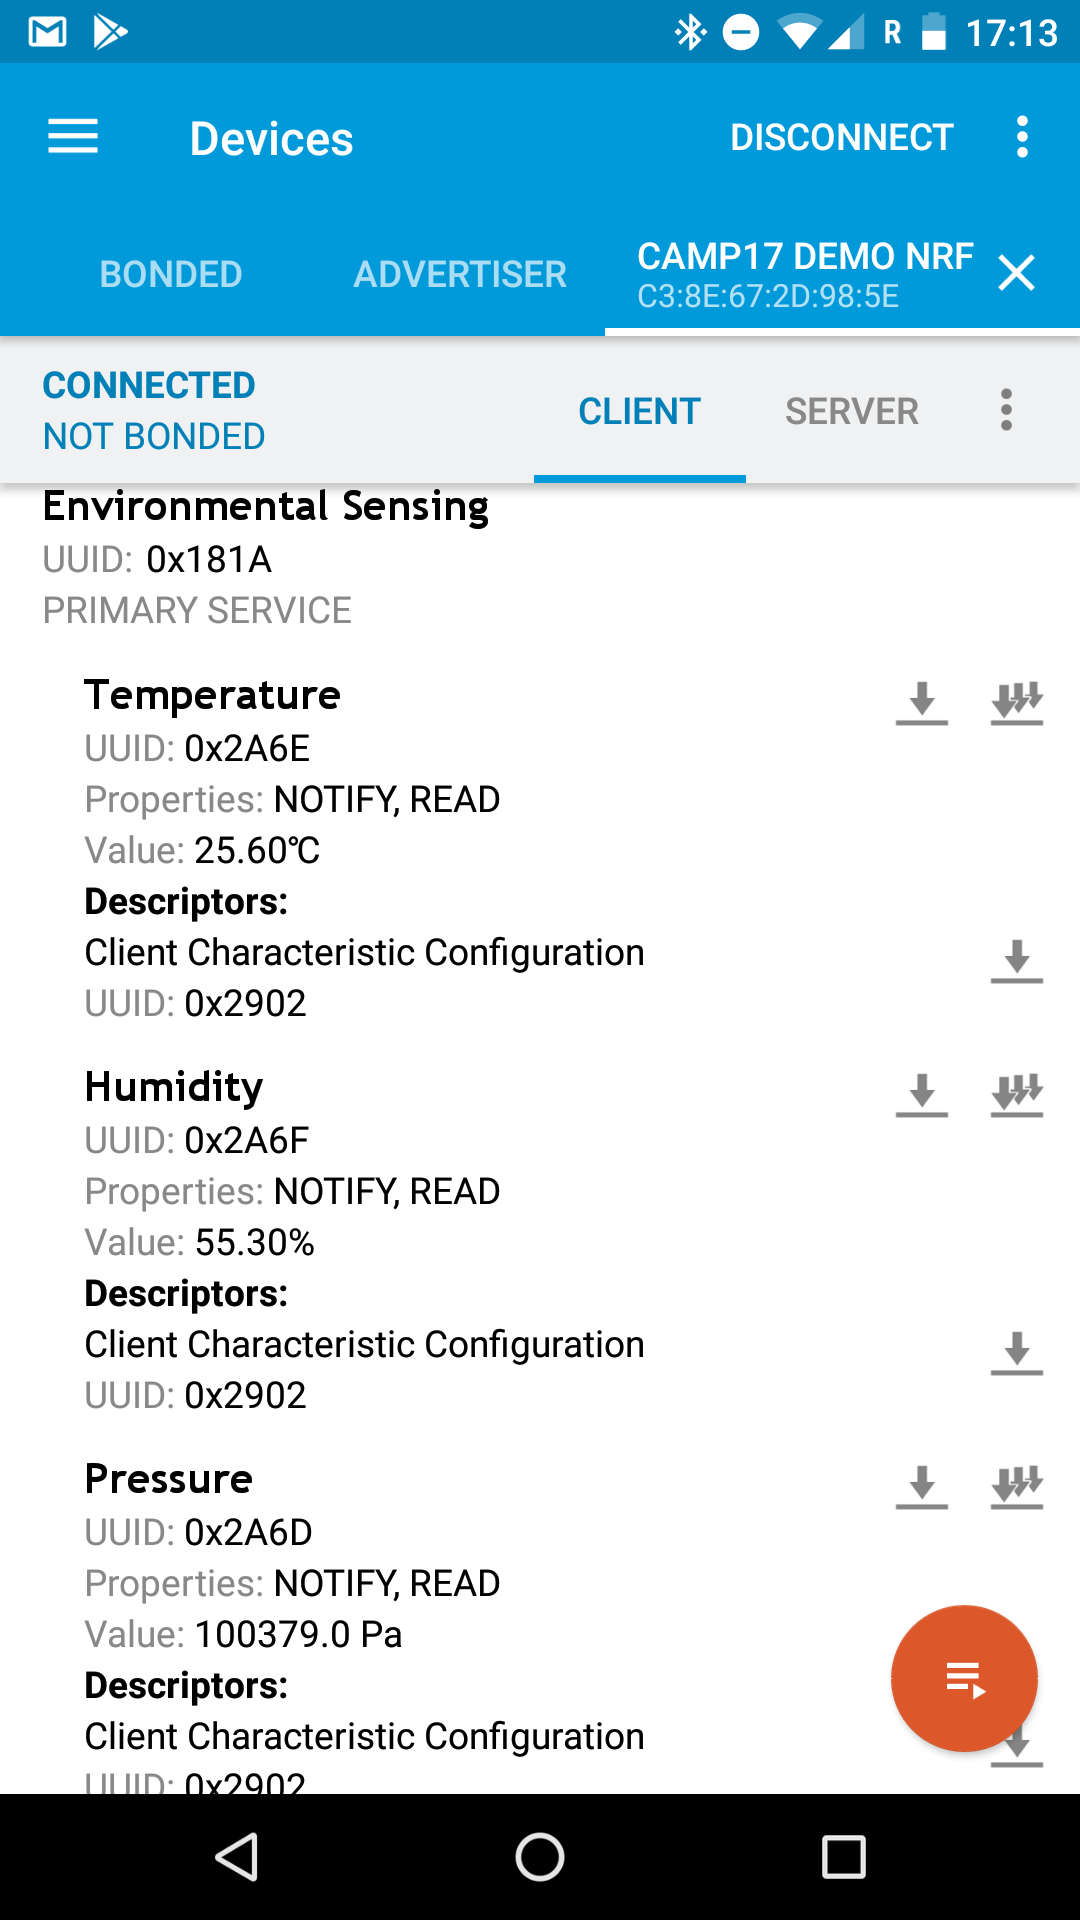 R 17:13
Devices
DISCONNECT
BONDED
ADVERTISER
CAMP17 DEMO NRF
C3:8E:67:2D:98:5E
CONNECTED
NOT BONDED
CLIENT
SERVER
Environmental Sensing
UUID: 0x181A
PRIMARY SERVICE
Temperature
UUID: 0x2A6E
Properties: NOTIFY, READ
Value: 25.60℃
Descriptors:
Client Characteristic Configuration
UUID: 0x2902
Humidity
UUID: 0x2A6F
Properties: NOTIFY, READ
Value: 55.30%
Descriptors:
Client Characteristic Configuration
UUID: 0x2902
Pressure
UUID: 0x2A6D
Properties: NOTIFY, READ
Value: 100379.0 Pa
Descriptors:
Client Characteristic Configuration
UUID: 0x2902